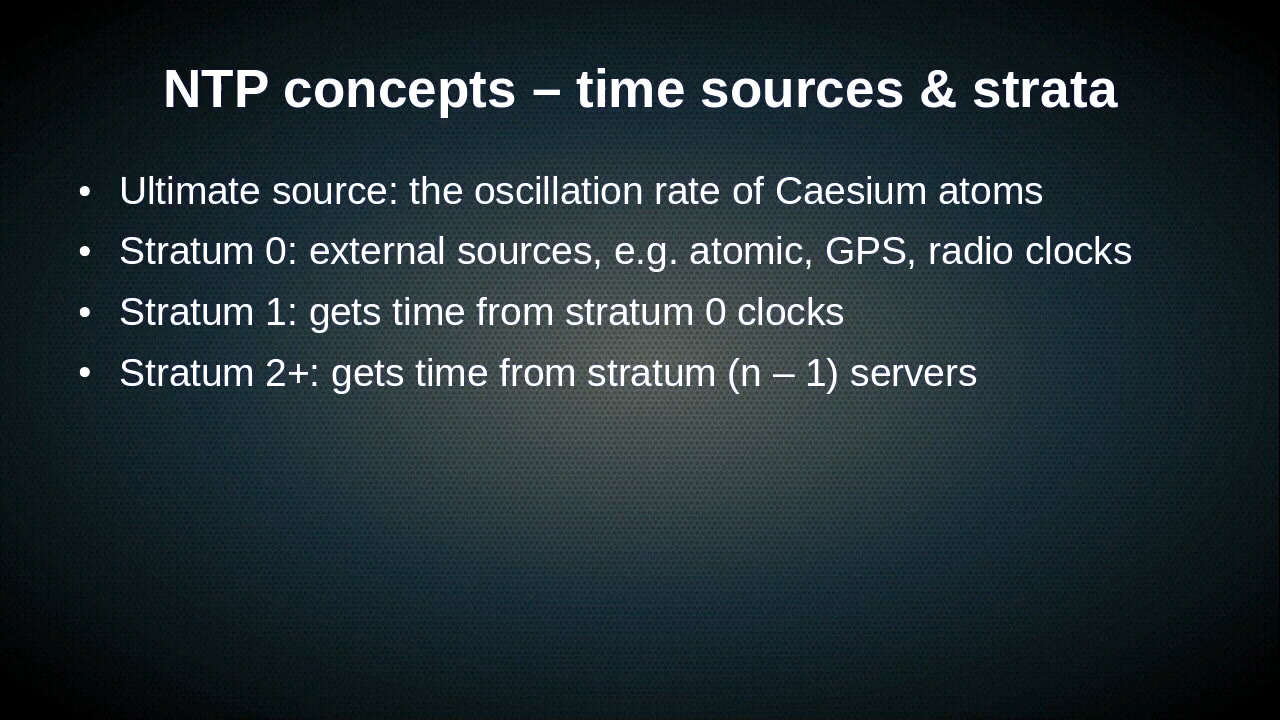 NTP concepts – time sources & strata
• Ultimate source: the oscillation rate of Caesium atoms
• Stratum 0: external sources, e.g. atomic, GPS, radio clocks
• Stratum 1: gets time from stratum 0 clocks
• Stratum 2+: gets time from stratum (n – 1) servers